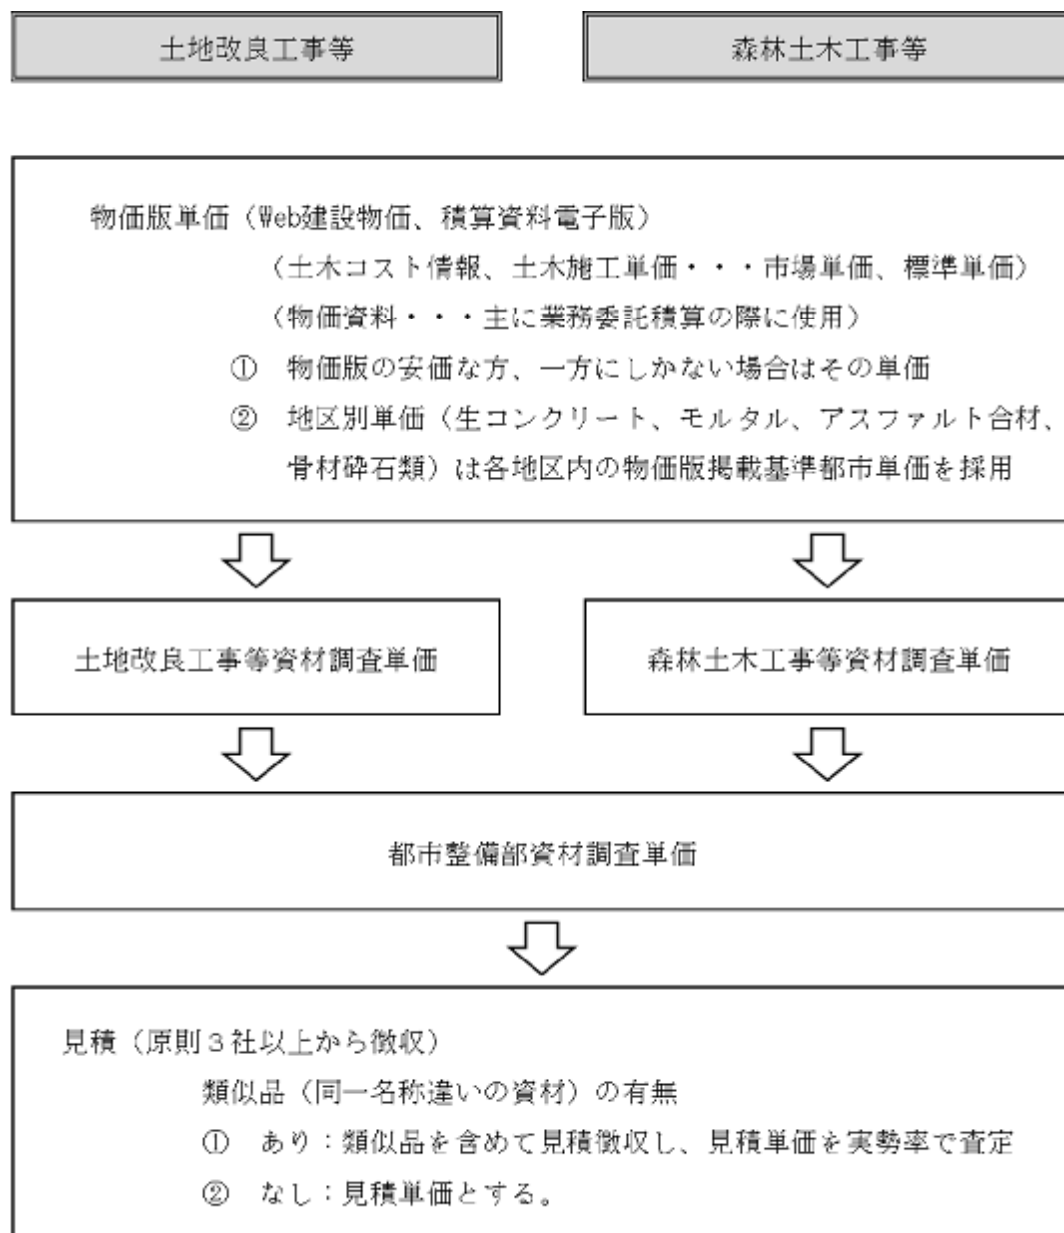 土地改良工事等
森林土木工事等
物価版単価（Web建設物価、積算資料電子版）
（土木コスト情報、土木施工単価・・・市場単価、標準単価）
（物価資料・・・主に業務委託積算の際に使用）
① 物価版の安価な方、一方にしかない場合はその単価
② 地区別単価（生コンクリート、モルタル、アスファルト合材、
骨材砕石類）は各地区内の物価版掲載基準都市単価を採用
土地改良工事等資材調査単価
森林土木工事等資材調査単価
都市整備部資材調査単価
見積（原則３社以上から徴収）
類似品（同一名称違いの資材）の有無
① あり：類似品を含めて見積徴収し、見積単価を実勢率で査定
② なし：見積単価とする。